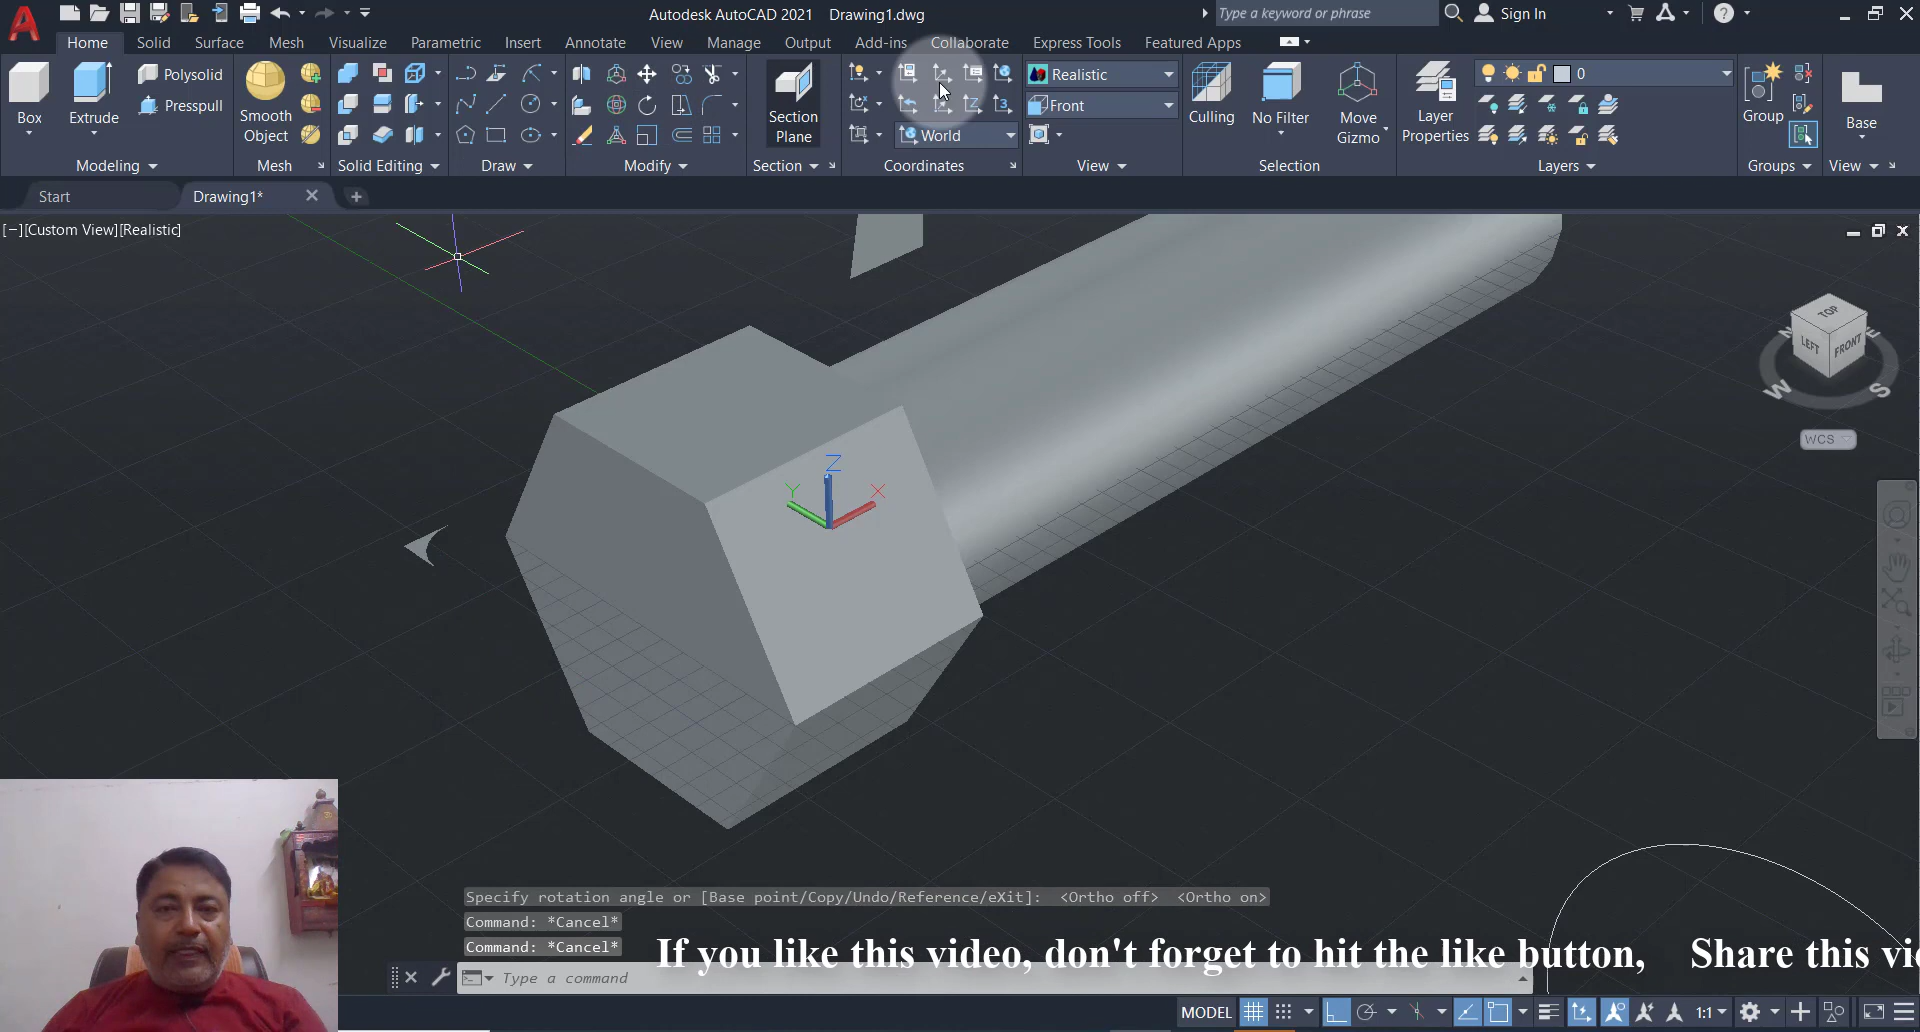 Autodesk AutoCAD 2021 Drawing1.dwg
Type a keyword or phrase
Sign In
Home Solid Surface Mesh Visualize Parametric Insert Annotate View Manage Output Add-ins Collaborate Express Tools Featured Apps
Box
Extrude
Polysolid
Presspull
Modeling
Smooth
Object
Mesh
Solid Editing
Draw
Modify
Section
Plane
Section
World
Coordinates
Realistic
Front
View
Culling
No Filter
Move
Gizmo
Selection
Layer
Properties
0
Layers
Group
Groups
Base
View
Start
Drawing1*
[−][Custom View][Realistic]
TOP
LEFT
FRONT
N
E
W
S
WCS
Z
Y
X
Specify rotation angle or [Base point/Copy/Undo/Reference/eXit]: <Ortho off> <Ortho on>
Command: *Cancel*
Command: *Cancel*
Type a command
If you like this video, don't forget to hit the like button, Share this
MODEL
1:1